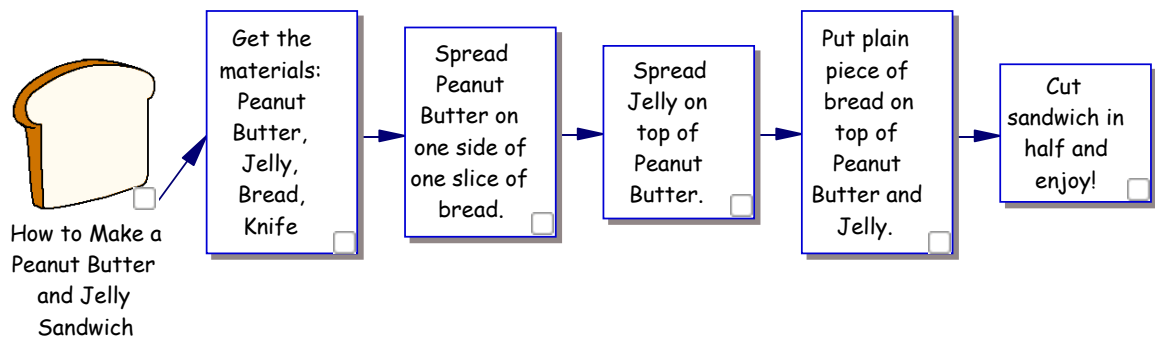 How to Make a
Peanut Butter
and Jelly
Sandwich
Get the
materials:
Peanut
Butter,
Jelly,
Bread,
Knife
Spread
Peanut
Butter on
one side of
one slice of
bread.
Spread
Jelly on
top of
Peanut
Butter.
Put plain
piece of
bread on
top of
Peanut
Butter and
Jelly.
Cut
sandwich in
half and
enjoy!